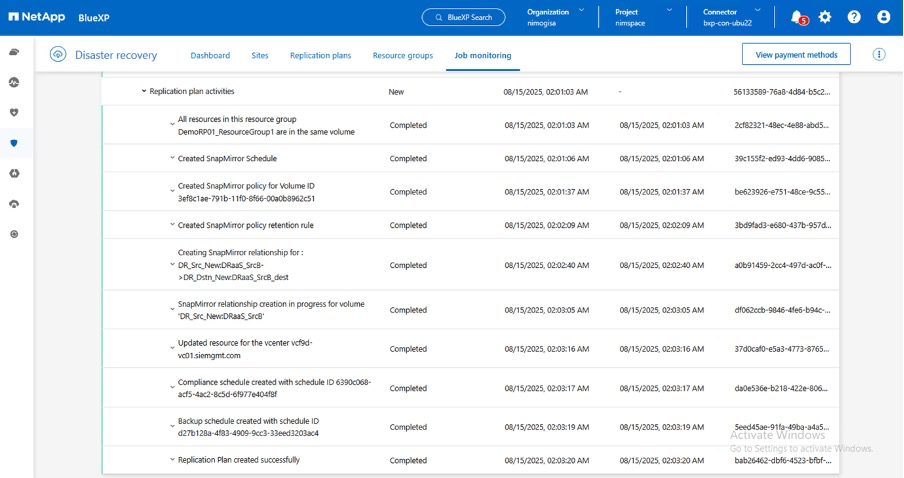 NetApp BlueXP
BlueXP Search
Organization
nimogisa
Project
nimspace
Connector
bxp-con-ubu22
5
Disaster recovery
Dashboard
Sites
Replication plans
Resource groups
Job monitoring
View payment methods
Replication plan activities New 08/15/2025, 02:01:03 AM - 56133589-76a8-4d84-b5c2...
All resources in this resource group
DemoRP01_ResourceGroup1 are in the same volume
Completed 08/15/2025, 02:01:03 AM 08/15/2025, 02:01:03 AM 2cf82321-48ec-4e88-abd5...
Created SnapMirror Schedule Completed 08/15/2025, 02:01:06 AM 08/15/2025, 02:01:06 AM 39c155f2-ed93-4dd6-9085...
Created SnapMirror policy for Volume ID
3ef8c1ae-791b-11f0-8f66-00a0b8962c51
Completed 08/15/2025, 02:01:37 AM 08/15/2025, 02:01:37 AM be623926-e751-48ce-9c55...
Created SnapMirror policy retention rule Completed 08/15/2025, 02:02:09 AM 08/15/2025, 02:02:09 AM 3bd9fad3-e680-437b-957d...
Creating SnapMirror relationship for :
DR_Src_New:DRaaS_SrcB-
>DR_Dstn_New:DRaaS_SrcB_dest
Completed 08/15/2025, 02:02:40 AM 08/15/2025, 02:02:40 AM a0b91459-2cc4-497d-ac0f-...
SnapMirror relationship creation in progress for volume
'DR_Src_New:DRaaS_SrcB'
Completed 08/15/2025, 02:03:05 AM 08/15/2025, 02:03:05 AM df062ccb-9846-4fe6-b94c-...
Updated resource for the vcenter vcf9d-
vc01.siemgmt.com
Completed 08/15/2025, 02:03:16 AM 08/15/2025, 02:03:16 AM 37d0caf0-e5a3-4773-8765...
Compliance schedule created with schedule ID 6390c068-
acf5-4ac2-8c5d-6f977e404f8f
Completed 08/15/2025, 02:03:17 AM 08/15/2025, 02:03:17 AM da0e536e-b218-422e-806...
Backup schedule created with schedule ID
d27b128a-4f83-4909-9cc3-33eed3203ac4
Completed 08/15/2025, 02:03:19 AM 08/15/2025, 02:03:19 AM 5eed45ae-91fa-49ba-a4a5...
Activate Windows
Go to Settings to activate Windows.
Replication Plan created successfully Completed 08/15/2025, 02:03:20 AM 08/15/2025, 02:03:20 AM bab26462-dbf6-4523-bfbf-...